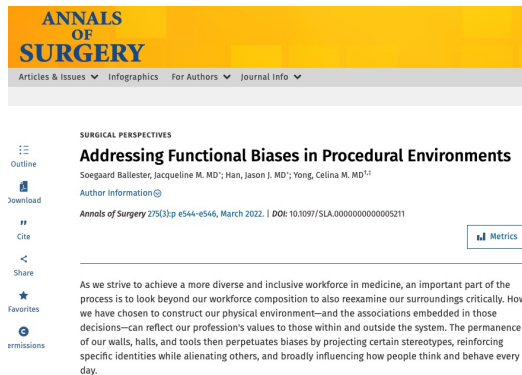 ANNALS
OF
SURGERY
Articles & Issues
Infographics
For Authors
Journal Info
Outline
Download
Cite
Share
Favorites
Permissions
SURGICAL PERSPECTIVES
Addressing Functional Biases in Procedural Environments
Soegaard Ballester, Jacqueline M. MD*; Han, Jason J. MD*; Yong, Celina M. MD†,‡
Author Information
Annals of Surgery 275(3):p e544-e546, March 2022. | DOI: 10.1097/SLA.0000000000005211
Metrics
As we strive to achieve a more diverse and inclusive workforce in medicine, an important part of the
process is to look beyond our workforce composition to also reexamine our surroundings critically. How
we have chosen to construct our physical environment—and the associations embedded in those
decisions—can reflect our profession's values to those within and outside the system. The permanence
of our walls, halls, and tools then perpetuates biases by projecting certain stereotypes, reinforcing
specific identities while alienating others, and broadly influencing how people think and behave every
day.